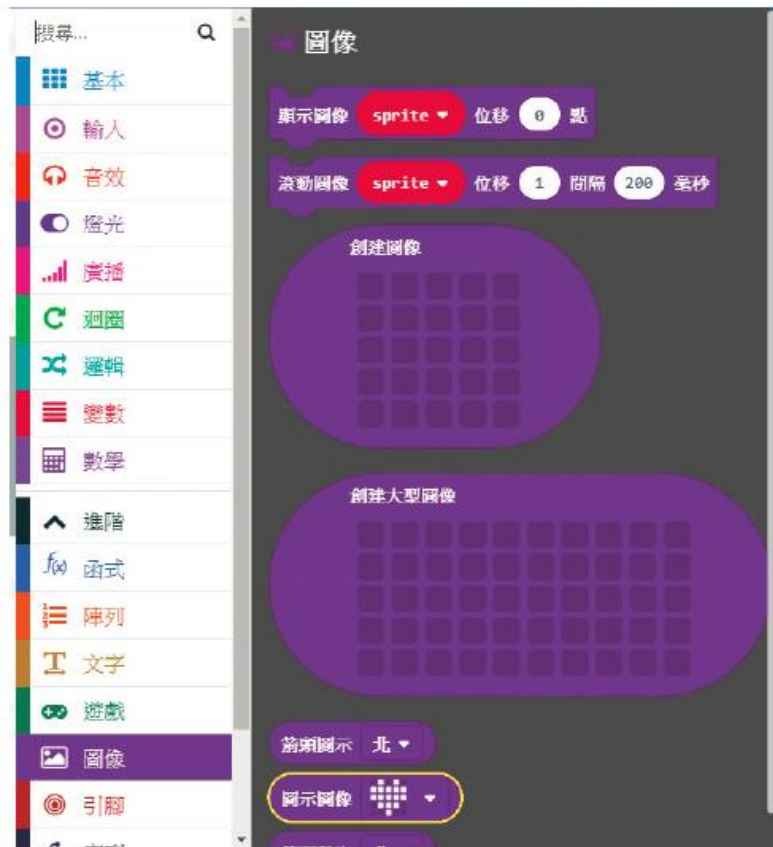 搜尋...
基本
輸入
音效
燈光
廣播
迴圈
邏輯
變數
數學
進階
f(x) 函式
陣列
文字
遊戲
圖像
引腳
圖像
顯示圖像 sprite 位移 0 點
滾動圖像 sprite 位移 1 間隔 200 毫秒
創建圖像
創建大型圖像
箭頭圖示 北
圖示圖像